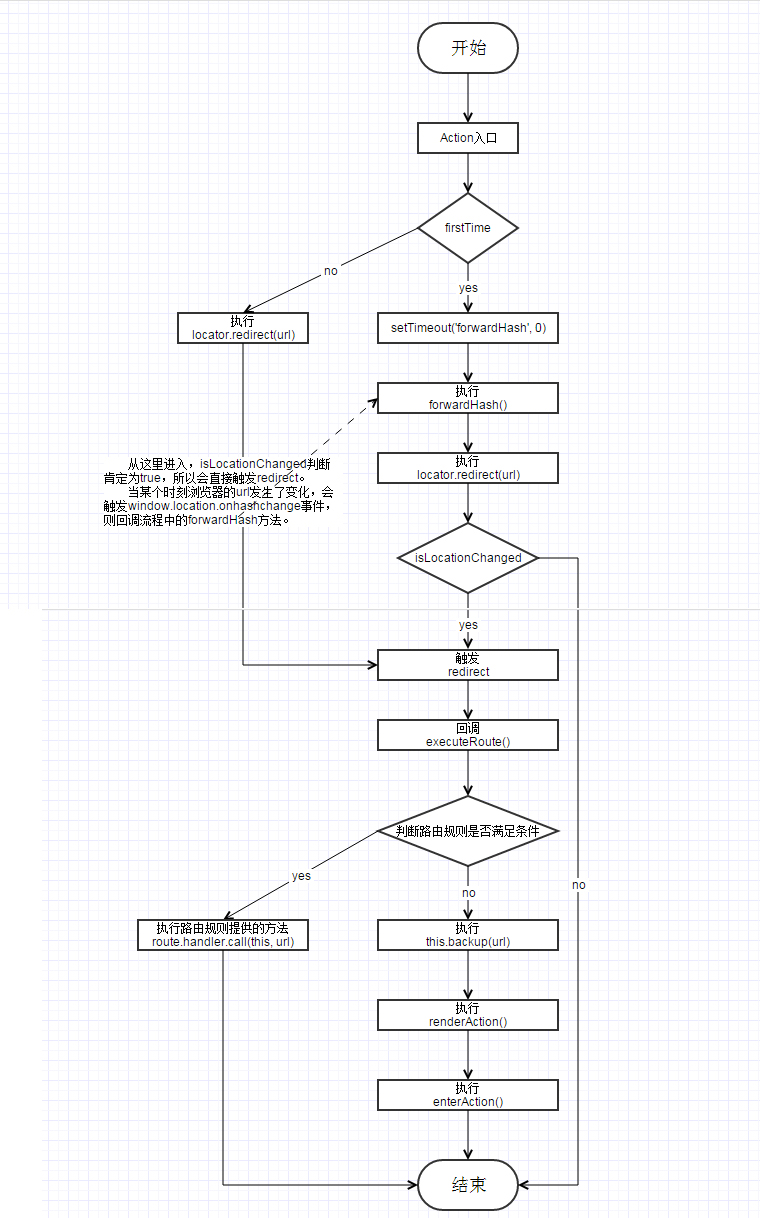 开始
Action入口
firstTime
no
yes
执行
locator.redirect(url)
setTimeout('forwardHash', 0)
执行
forwardHash()
从这里进入，isLocationChanged判断
肯定为true，所以会直接触发redirect。
当某个时刻浏览器的url发生了变化，会
触发window.location.onhashchange事件，
则回调流程中的forwardHash方法。
执行
locator.redirect(url)
isLocationChanged
yes
触发
redirect
回调
executeRoute()
判断路由规则是否满足条件
yes
no
no
执行路由规则提供的方法
route.handler.call(this, url)
执行
this.backup(url)
执行
renderAction()
执行
enterAction()
结束